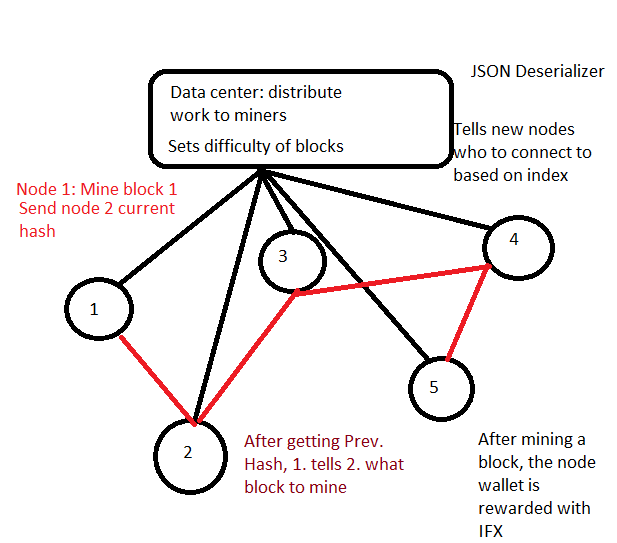 JSON Deserializer
Data center: distribute
work to miners
Sets difficulty of blocks
Tells new nodes
who to connect to
based on index
Node 1: Mine block 1
Send node 2 current
hash
3
4
1
5
2
After getting Prev.
Hash, 1. tells 2. what
block to mine
After mining a
block, the node
wallet is
rewarded with
IFX